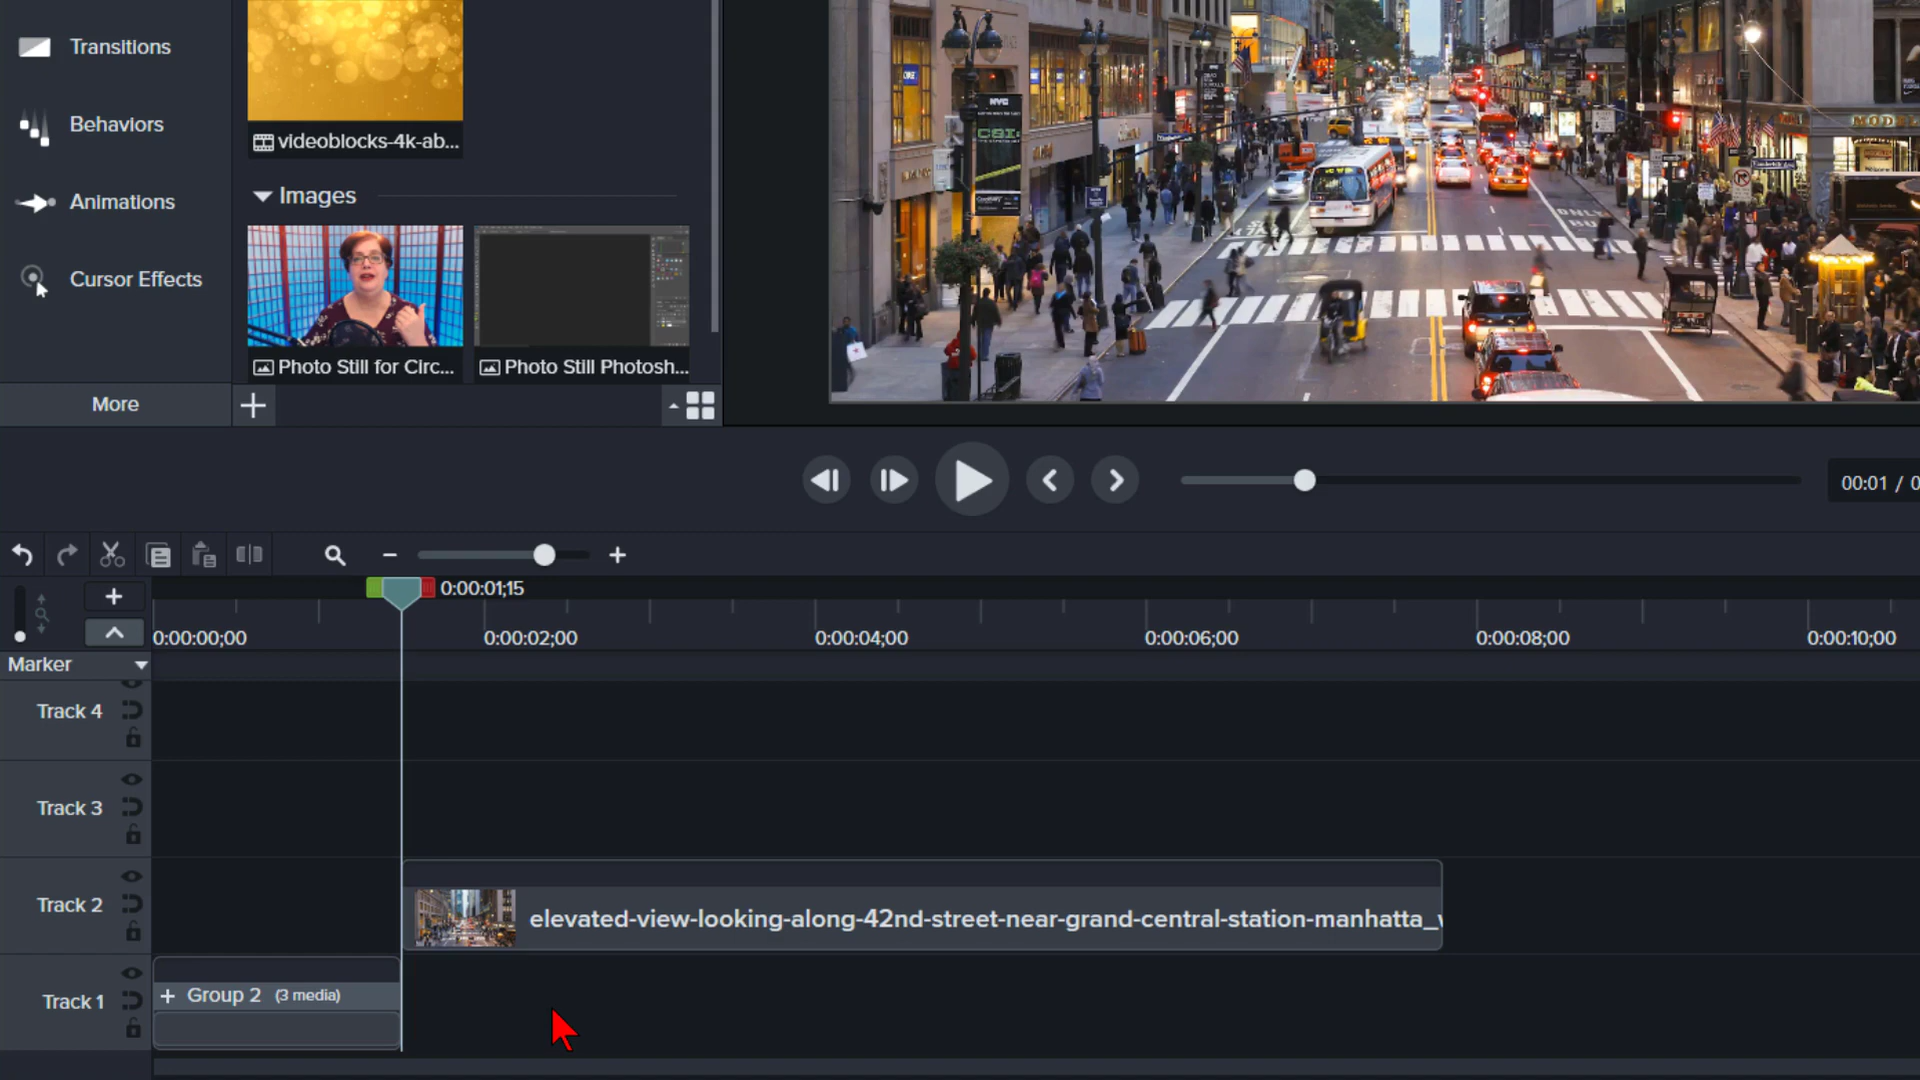 Transitions
Behaviors
Animations
Cursor Effects
More
videoblocks-4k-ab...
Images
Photo Still for Circ...
Photo Still Photosh...
NYC
ONLY
BUS
00:01 / 0
0:00:01;15
0:00:00;00
0:00:02;00
0:00:04;00
0:00:06;00
0:00:08;00
0:00:10;00
Marker
Track 4
Track 3
Track 2
elevated-view-looking-along-42nd-street-near-grand-central-station-manhatta_
Track 1
Group 2 (3 media)